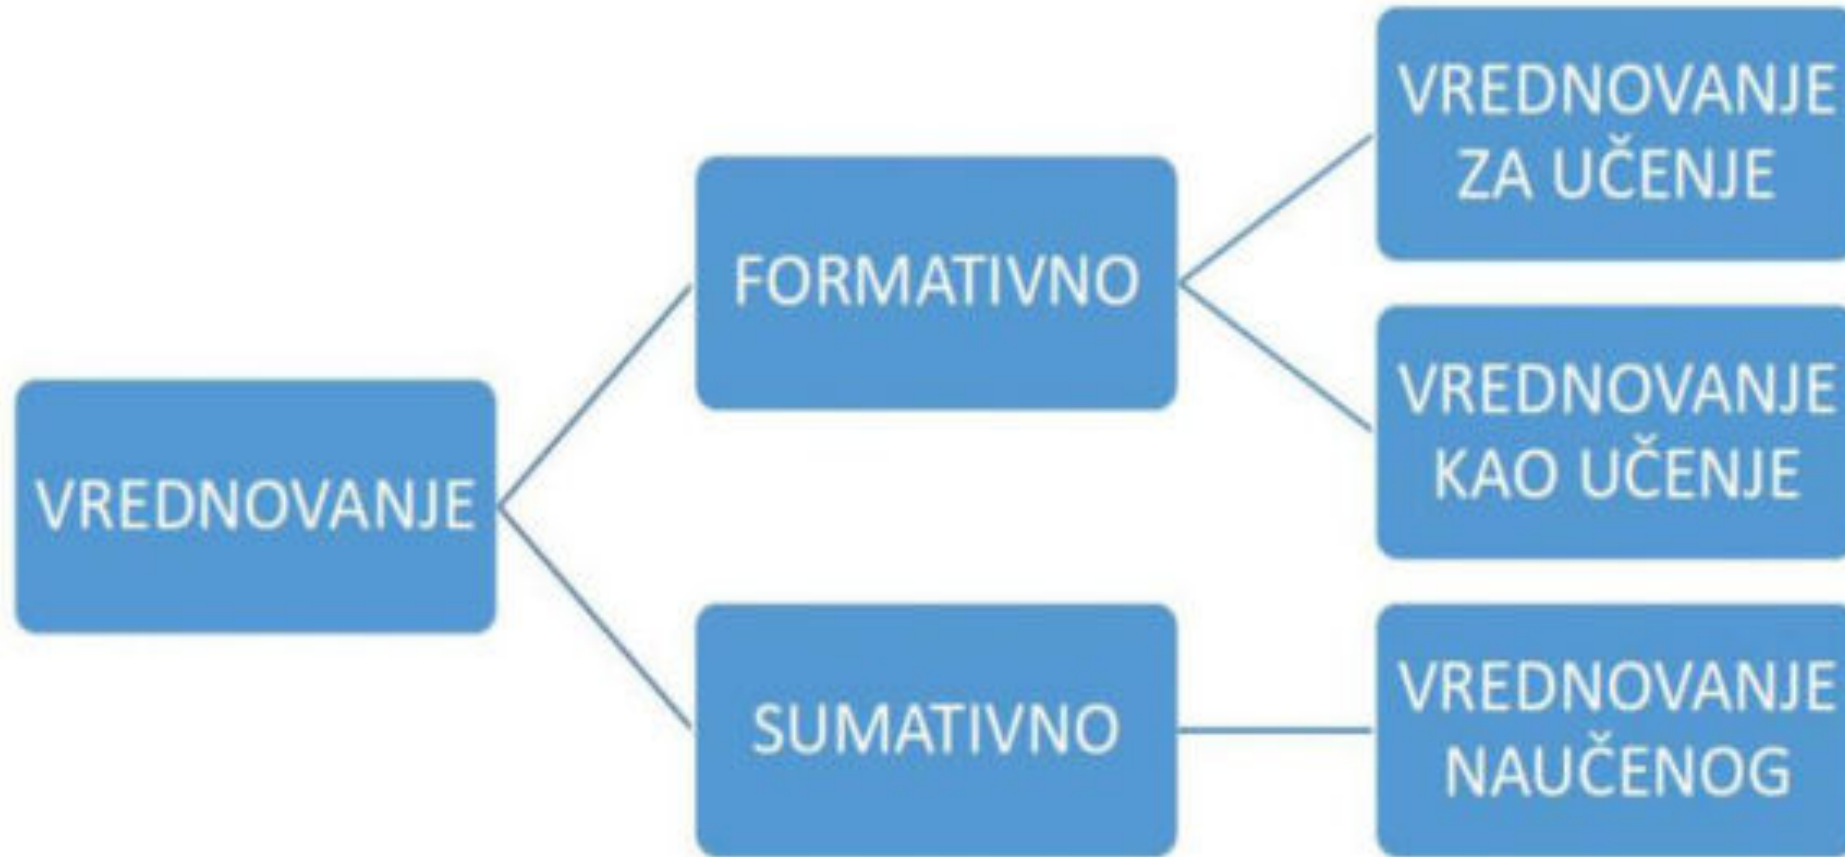 VREDNOVANJE
FORMATIVNO
SUMATIVNO
VREDNOVANJE
ZA UČENJE
VREDNOVANJE
KAO UČENJE
VREDNOVANJE
NAUČENOG